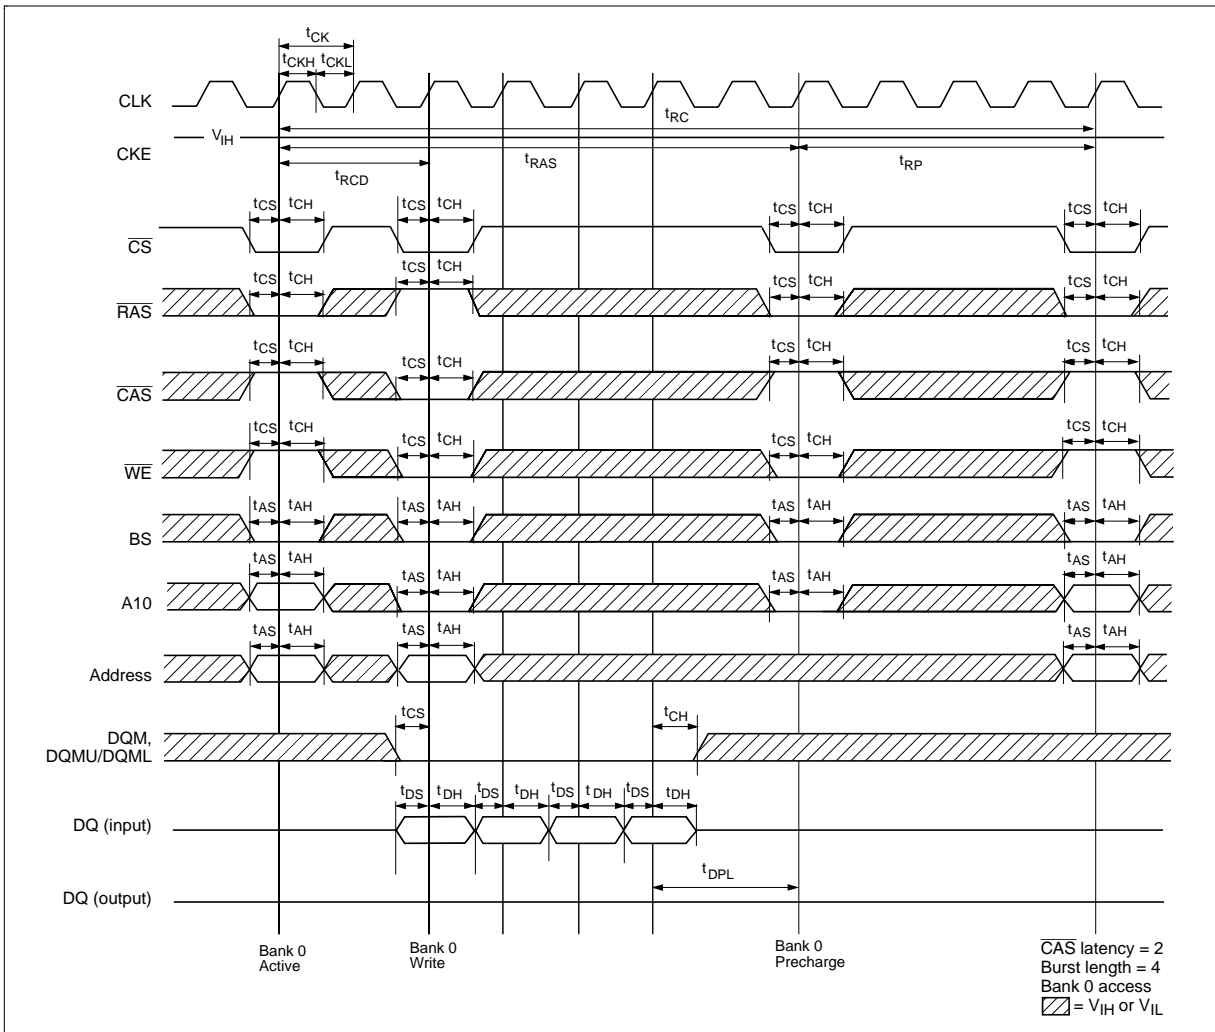 tCK
tCKH tCKL
CLK
tRC
VIH
CKE
tRAS tRP
tRCD
tCS tCH tCS tCH tCS tCH tCS tCH
CS
tCS tCH tCS tCH tCS tCH tCS tCH
RAS
tCS tCH tCS tCH tCS tCH tCS tCH
CAS
tCS tCH tCS tCH tCS tCH tCS tCH
WE
tAS tAH tAS tAH tAS tAH tAS tAH
BS
tAS tAH tAS tAH tAS tAH tAS tAH
A10
tAS tAH tAS tAH tAS tAH
Address
tCS tCH
DQM,
DQMU/DQML
tDS tDH tDS tDH tDS tDH tDS tDH
DQ (input)
tDPL
DQ (output)
Bank 0
Active
Bank 0
Write
Bank 0
Precharge
CAS latency = 2
Burst length = 4
Bank 0 access
= VIH or VIL